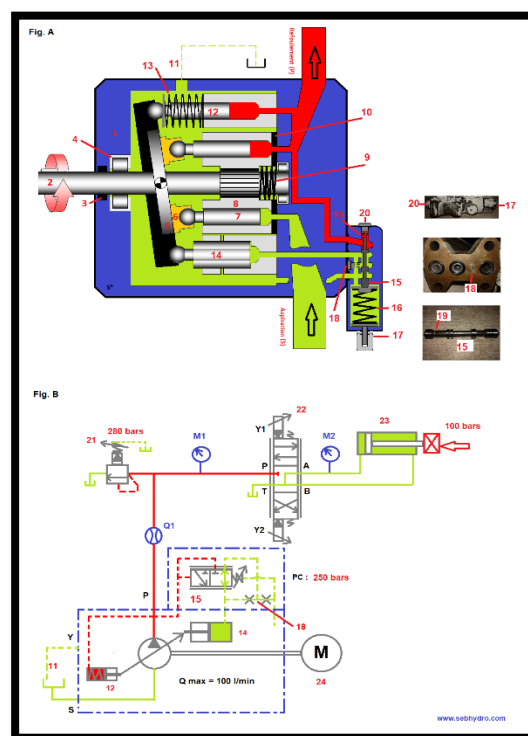 Fig. A
11
13
Refoulement (P)
12
10
1
4
9
2
20
20
17
19
3
8
6
7
5
18
14
15
S*
18
16
19
15
17
Aspiration (S)
Fig. B
22
280 bars
Y1
23
M1
M2
100 bars
21
P
A
T
B
Q1
Y2
PC : 250 bars
15
P
18
Y
14
11
M
12
Q max = 100 l/min
24
S
www.sebhydro.com